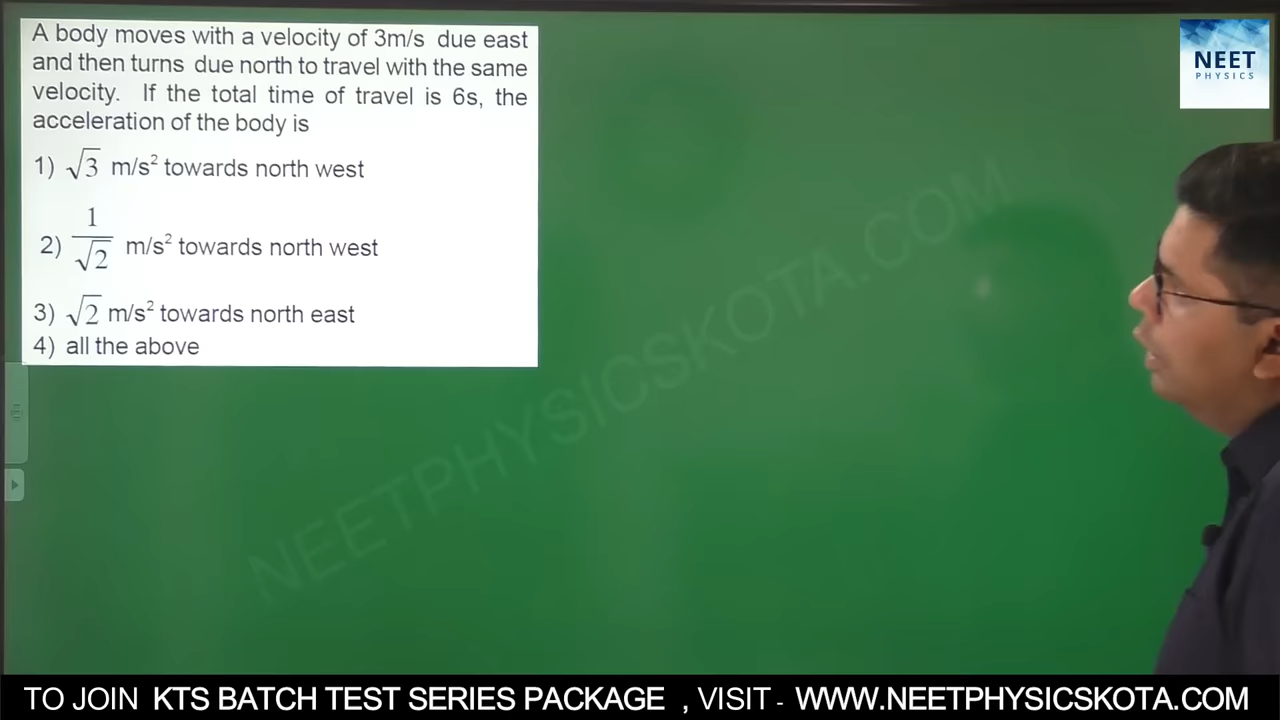 A body moves with a velocity of 3m/s due east
and then turns due north to travel with the same
velocity. If the total time of travel is 6s, the
acceleration of the body is
1) √3 m/s² towards north west
2) 1/√2 m/s² towards north west
3) √2 m/s² towards north east
4) all the above
NEET
PHYSICS
NEETPHYSICSKOTA.COM
TO JOIN KTS BATCH TEST SERIES PACKAGE , VISIT - WWW.NEETPHYSICSKOTA.COM